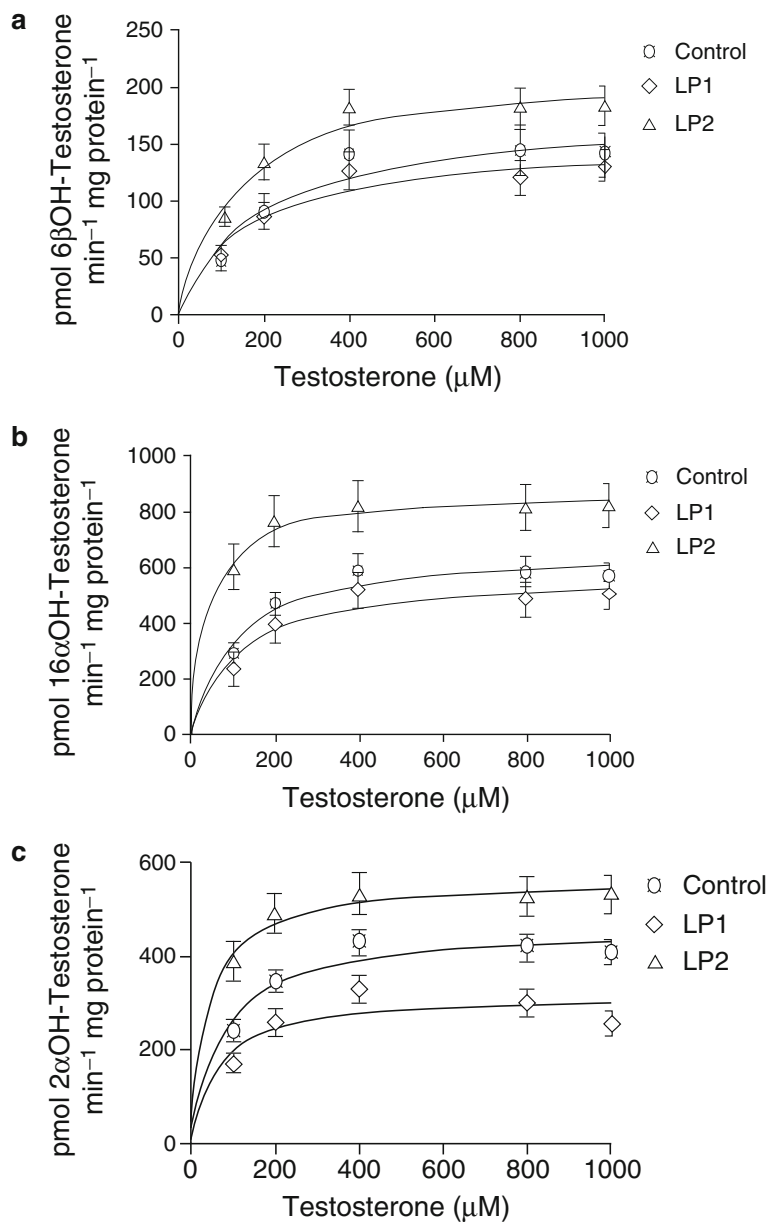 a
pmol 6βOH-Testosterone
min⁻¹ mg protein⁻¹
250
200
150
100
50
0
0 200 400 600 800 1000
Testosterone (µM)
Control
LP1
LP2
b
pmol 16αOH-Testosterone
min⁻¹ mg protein⁻¹
1000
800
600
400
200
0
0 200 400 600 800 1000
Testosterone (µM)
Control
LP1
LP2
c
pmol 2αOH-Testosterone
min⁻¹ mg protein⁻¹
600
400
200
0
0 200 400 600 800 1000
Testosterone (µM)
Control
LP1
LP2